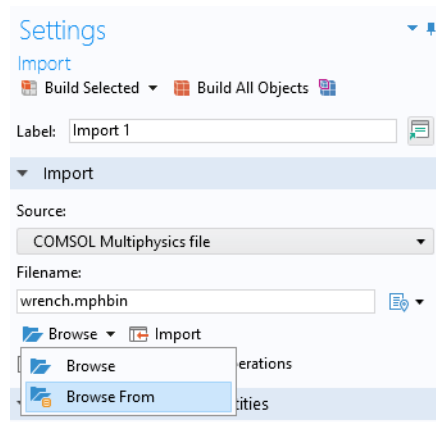 Settings
Import
Build Selected Build All Objects
Label: Import 1
Import
Source:
COMSOL Multiphysics file
Filename:
wrench.mphbin
Browse Import
Browse
erations
Browse From
tities